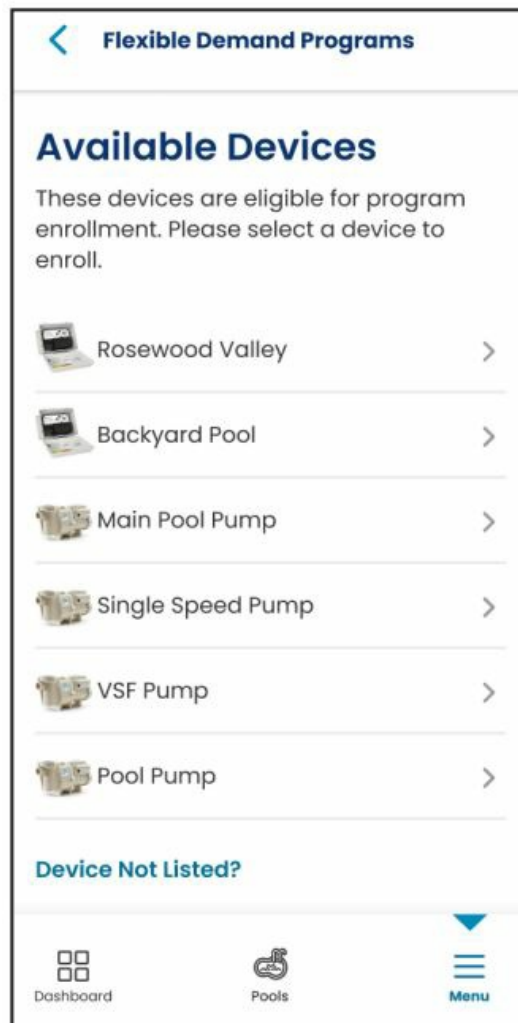 Flexible Demand Programs
Available Devices
These devices are eligible for program
enrollment. Please select a device to
enroll.
Rosewood Valley
Backyard Pool
Main Pool Pump
Single Speed Pump
VSF Pump
Pool Pump
Device Not Listed?
Dashboard
Pools
Menu